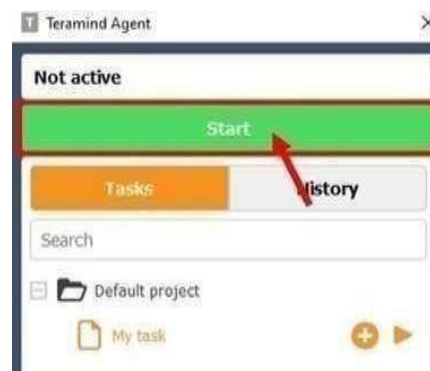 T Teramind Agent
Not active
Start
Tasks History
Search
Default project
My task